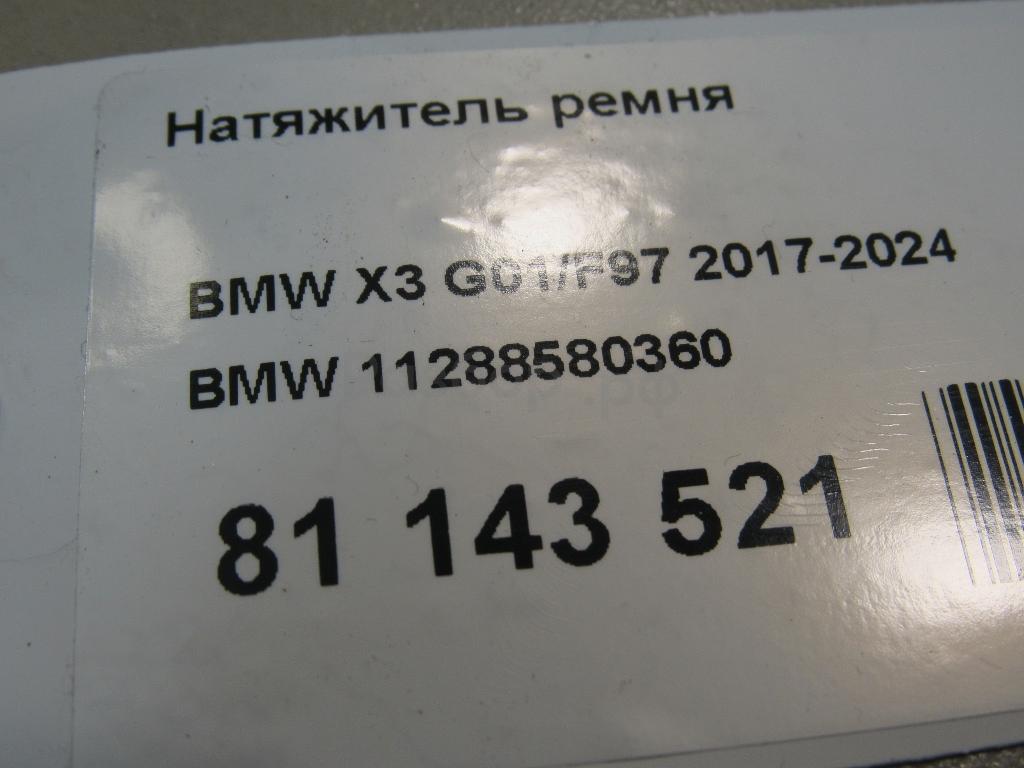 Натяжитель ремня
BMW X3 G01/F97 2017-2024
BMW 11288580360
81 143 521